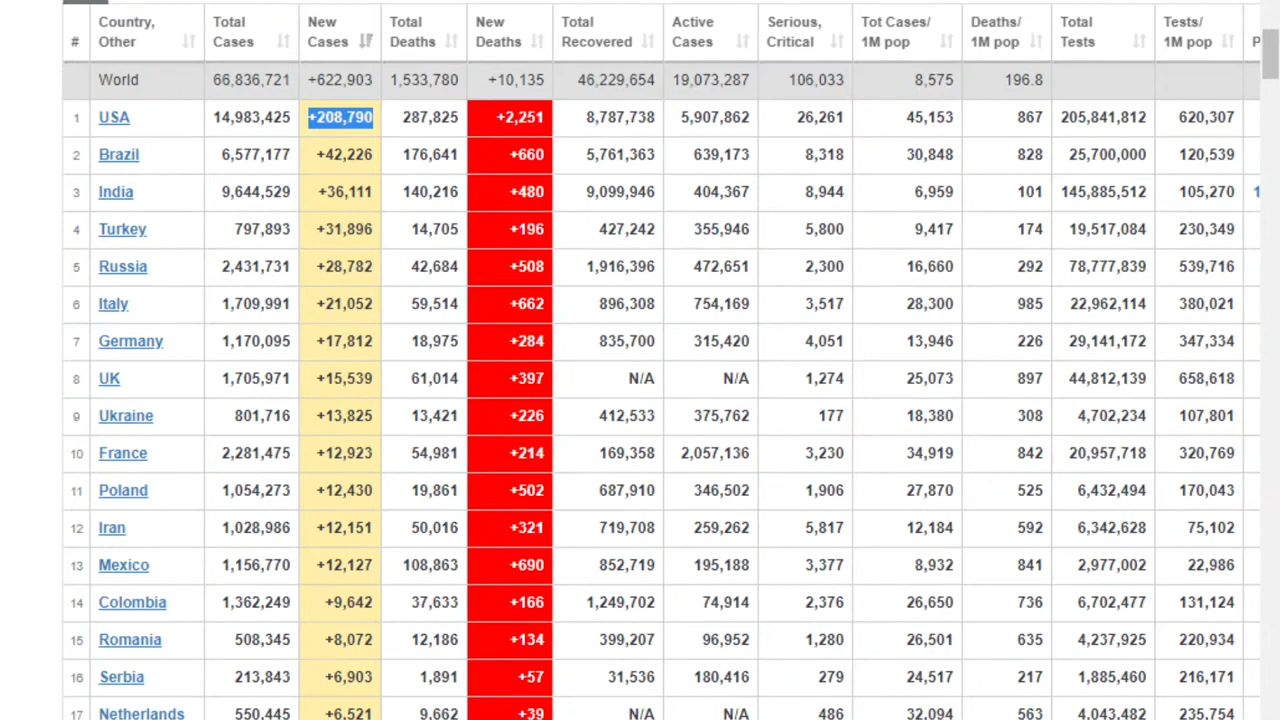 # Country, Other Total Cases New Cases Total Deaths New Deaths Total Recovered Active Cases Serious, Critical Tot Cases/ 1M pop Deaths/ 1M pop Total Tests Tests/ 1M pop P
World 66,836,721 +622,903 1,533,780 +10,135 46,229,654 19,073,287 106,033 8,575 196.8
1 USA 14,983,425 +208,790 287,825 +2,251 8,787,738 5,907,862 26,261 45,153 867 205,841,812 620,307
2 Brazil 6,577,177 +42,226 176,641 +660 5,761,363 639,173 8,318 30,848 828 25,700,000 120,539
3 India 9,644,529 +36,111 140,216 +480 9,099,946 404,367 8,944 6,959 101 145,885,512 105,270 1
4 Turkey 797,893 +31,896 14,705 +196 427,242 355,946 5,800 9,417 174 19,517,084 230,349
5 Russia 2,431,731 +28,782 42,684 +508 1,916,396 472,651 2,300 16,660 292 78,777,839 539,716
6 Italy 1,709,991 +21,052 59,514 +662 896,308 754,169 3,517 28,300 985 22,962,114 380,021
7 Germany 1,170,095 +17,812 18,975 +284 835,700 315,420 4,051 13,946 226 29,141,172 347,334
8 UK 1,705,971 +15,539 61,014 +397 N/A N/A 1,274 25,073 897 44,812,139 658,618
9 Ukraine 801,716 +13,825 13,421 +226 412,533 375,762 177 18,380 308 4,702,234 107,801
10 France 2,281,475 +12,923 54,981 +214 169,358 2,057,136 3,230 34,919 842 20,957,718 320,769
11 Poland 1,054,273 +12,430 19,861 +502 687,910 346,502 1,906 27,870 525 6,432,494 170,043
12 Iran 1,028,986 +12,151 50,016 +321 719,708 259,262 5,817 12,184 592 6,342,628 75,102
13 Mexico 1,156,770 +12,127 108,863 +690 852,719 195,188 3,377 8,932 841 2,977,002 22,986
14 Colombia 1,362,249 +9,642 37,633 +166 1,249,702 74,914 2,376 26,650 736 6,702,477 131,124
15 Romania 508,345 +8,072 12,186 +134 399,207 96,952 1,280 26,501 635 4,237,925 220,934
16 Serbia 213,843 +6,903 1,891 +57 31,536 180,416 279 24,517 217 1,885,460 216,171
17 Netherlands 550,445 +6,521 9,662 +39 N/A N/A 486 32,094 563 4,043,482 235,754